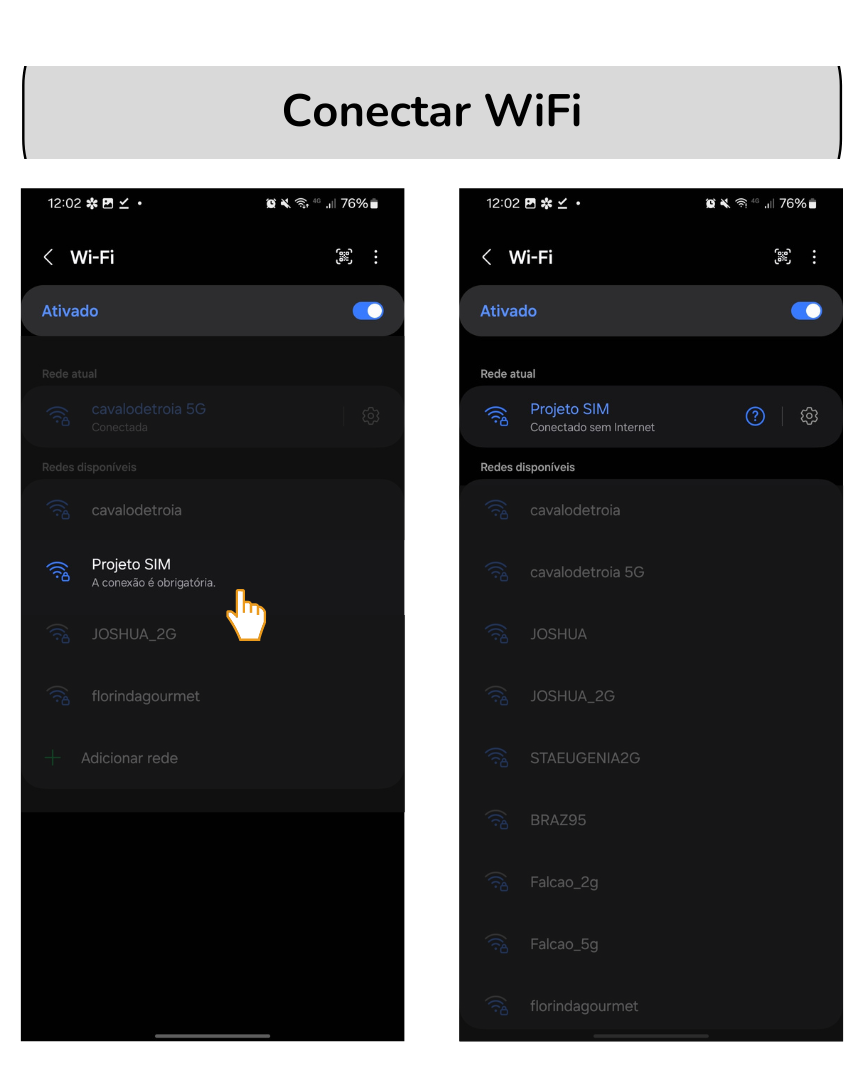 Conectar WiFi
12:02
4G
76%
Wi-Fi
Ativado
Rede atual
cavalodetroia 5G
Conectada
Redes disponíveis
cavalodetroia
Projeto SIM
A conexão é obrigatória.
JOSHUA_2G
florindagourmet
Adicionar rede
12:02
4G
76%
Wi-Fi
Ativado
Rede atual
Projeto SIM
Conectado sem Internet
Redes disponíveis
cavalodetroia
cavalodetroia 5G
JOSHUA
JOSHUA_2G
STAEUGENIA2G
BRAZ95
Falcao_2g
Falcao_5g
florindagourmet